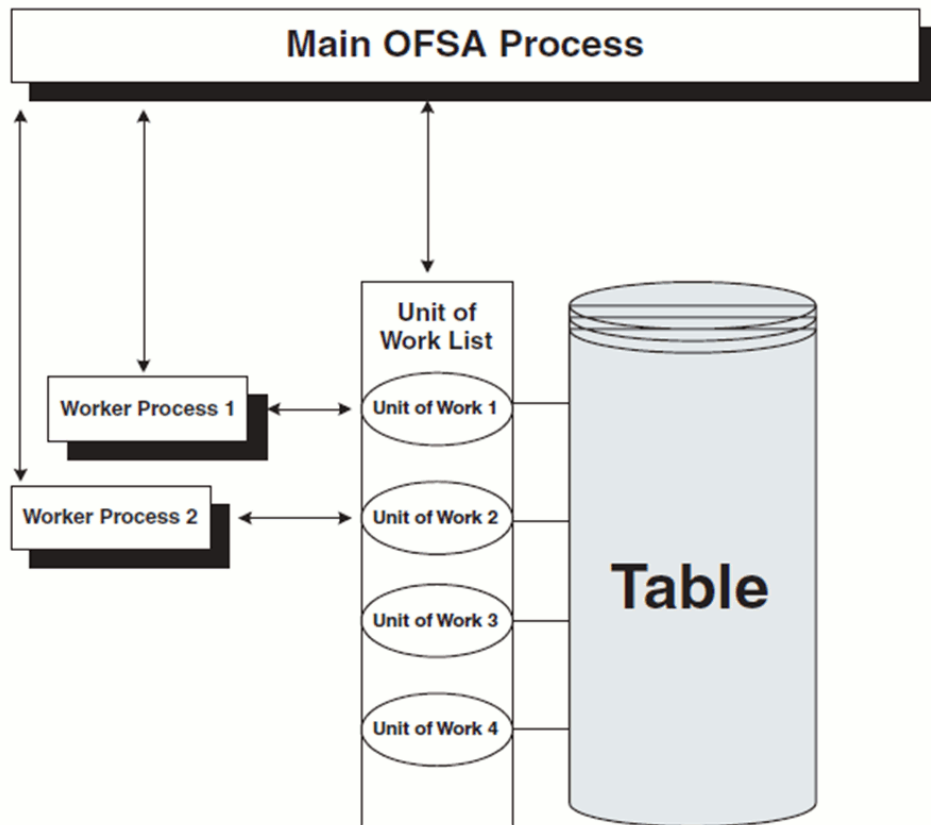 Main OFSA Process
Unit of
Work List
Worker Process 1
Unit of Work 1
Worker Process 2
Unit of Work 2
Table
Unit of Work 3
Unit of Work 4